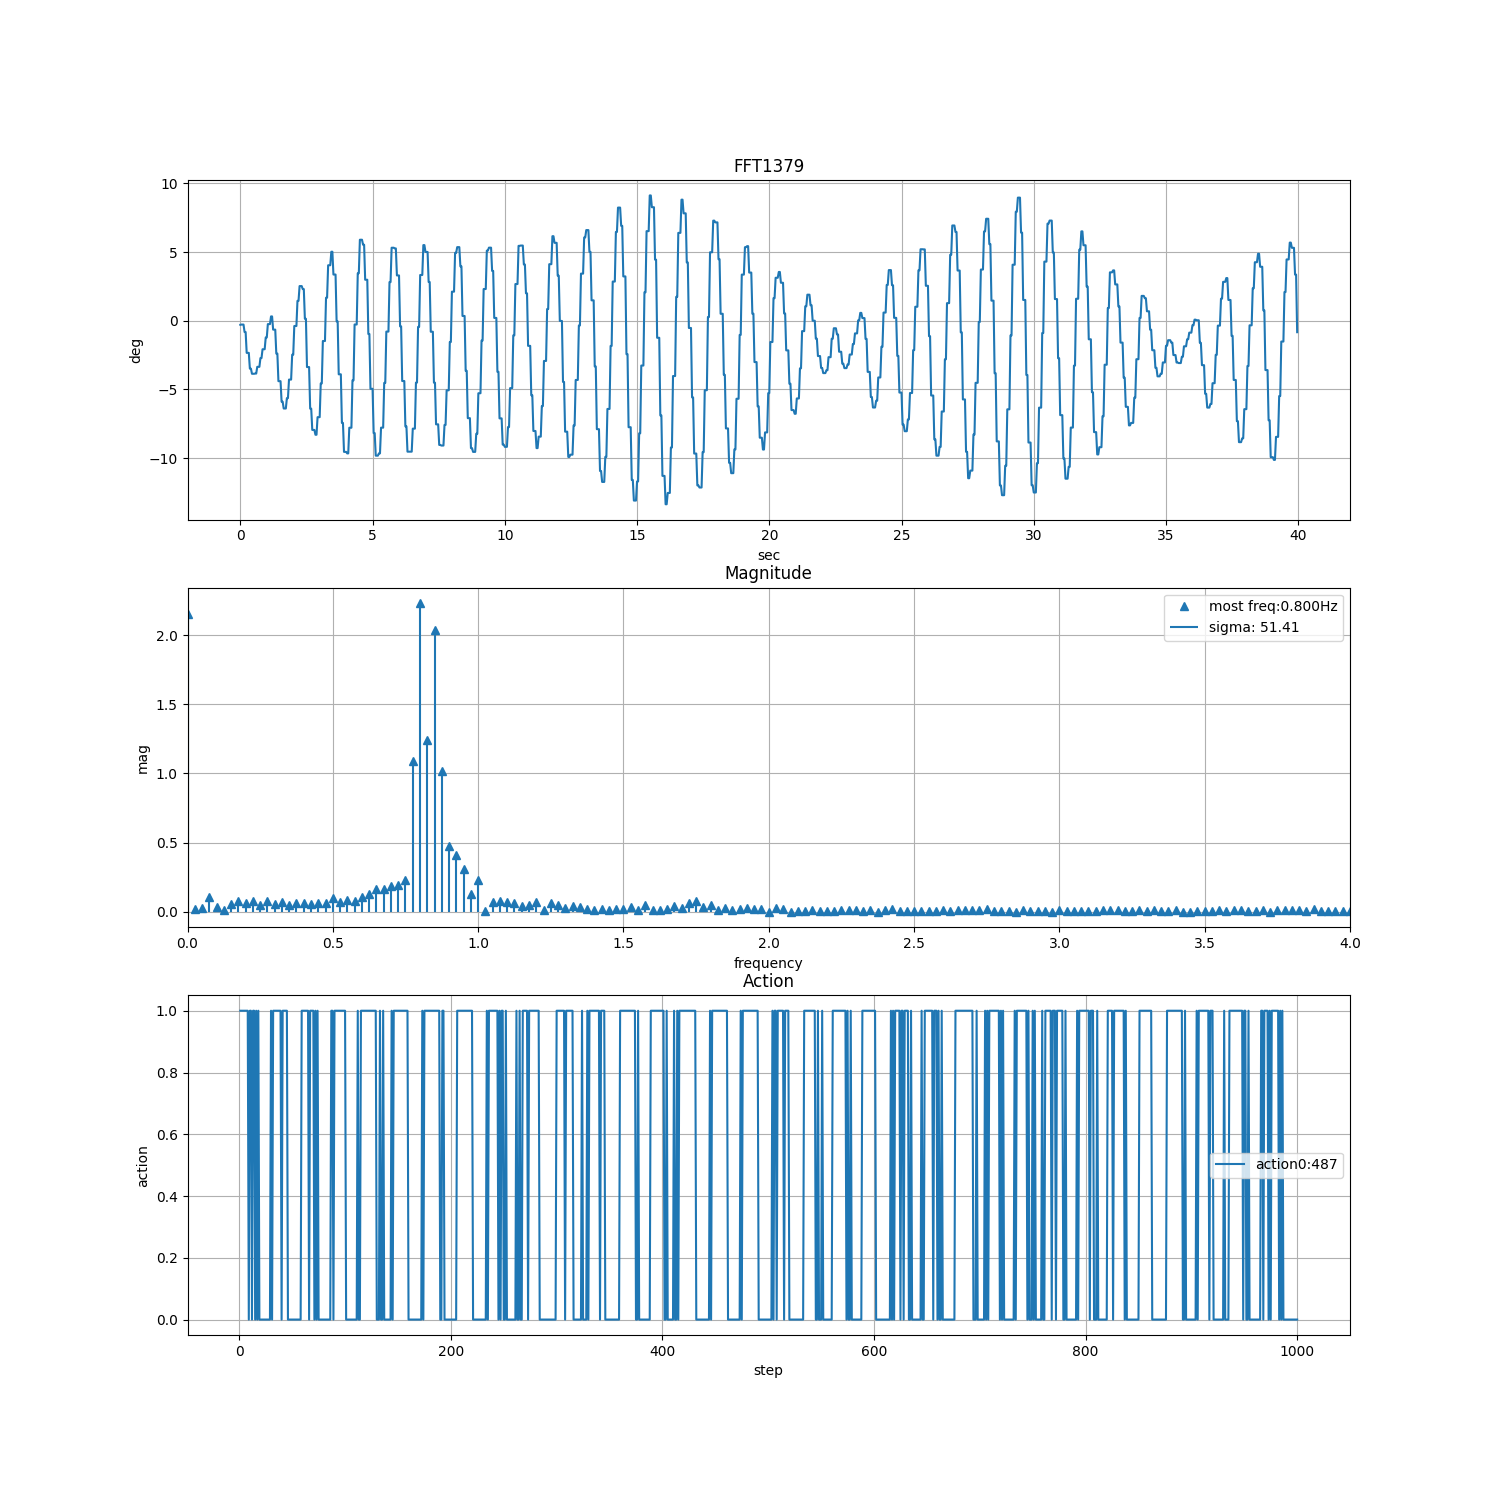 FFT1379
10
5
0
−5
−10
deg
0 5 10 15 20 25 30 35 40
sec
Magnitude
most freq:0.800Hz
sigma: 51.41
2.0
1.5
1.0
0.5
0.0
mag
0.0 0.5 1.0 1.5 2.0 2.5 3.0 3.5 4.0
frequency
Action
1.0
0.8
0.6
0.4
0.2
0.0
action
action0:487
0 200 400 600 800 1000
step